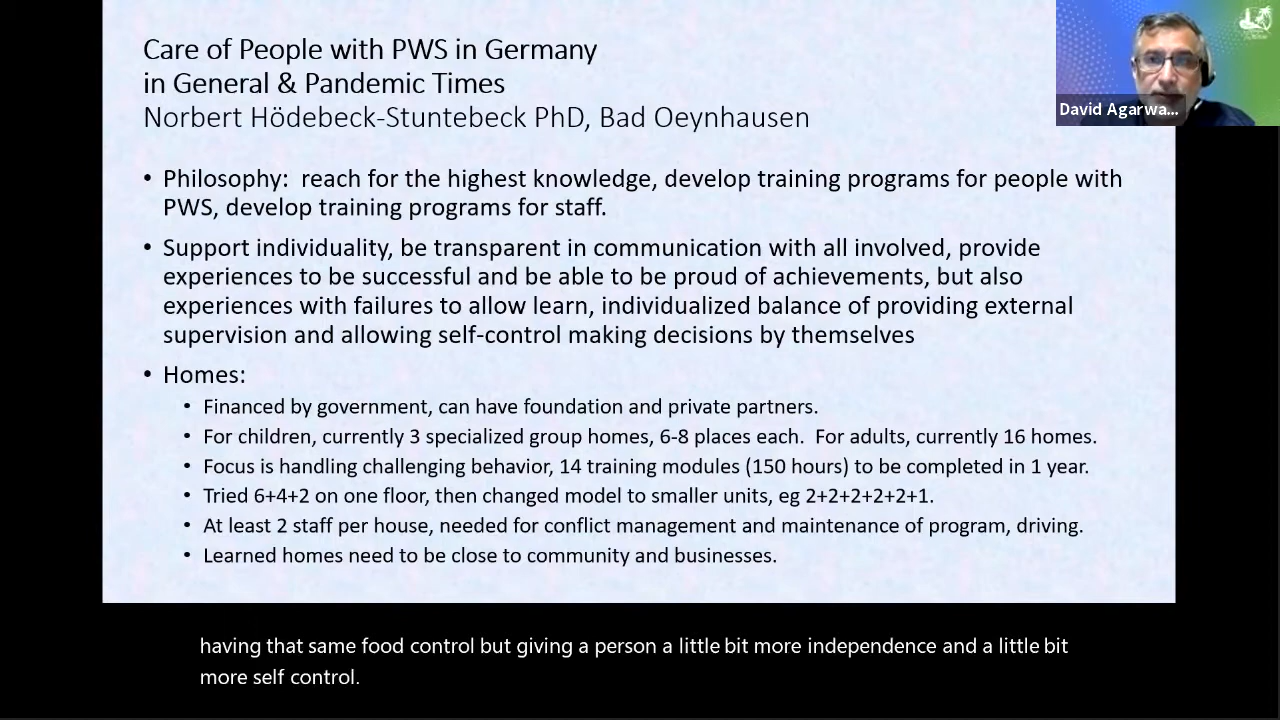 Care of People with PWS in Germany
in General & Pandemic Times
Norbert Hödebeck-Stuntebeck PhD, Bad Oeynhausen
David Agarwa...
• Philosophy:  reach for the highest knowledge, develop training programs for people with
PWS, develop training programs for staff.
• Support individuality, be transparent in communication with all involved, provide
experiences to be successful and be able to be proud of achievements, but also
experiences with failures to allow learn, individualized balance of providing external
supervision and allowing self-control making decisions by themselves
• Homes:
• Financed by government, can have foundation and private partners.
• For children, currently 3 specialized group homes, 6-8 places each.  For adults, currently 16 homes.
• Focus is handling challenging behavior, 14 training modules (150 hours) to be completed in 1 year.
• Tried 6+4+2 on one floor, then changed model to smaller units, eg 2+2+2+2+2+1.
• At least 2 staff per house, needed for conflict management and maintenance of program, driving.
• Learned homes need to be close to community and businesses.
having that same food control but giving a person a little bit more independence and a little bit
more self control.